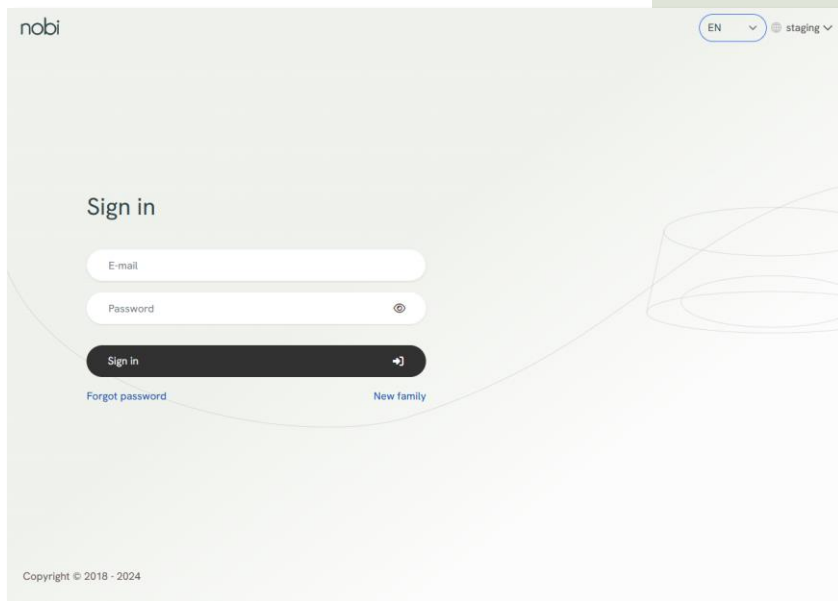 nobi
EN staging
Sign in
E-mail
Password
Sign in
Forgot password New family
Copyright © 2018 - 2024